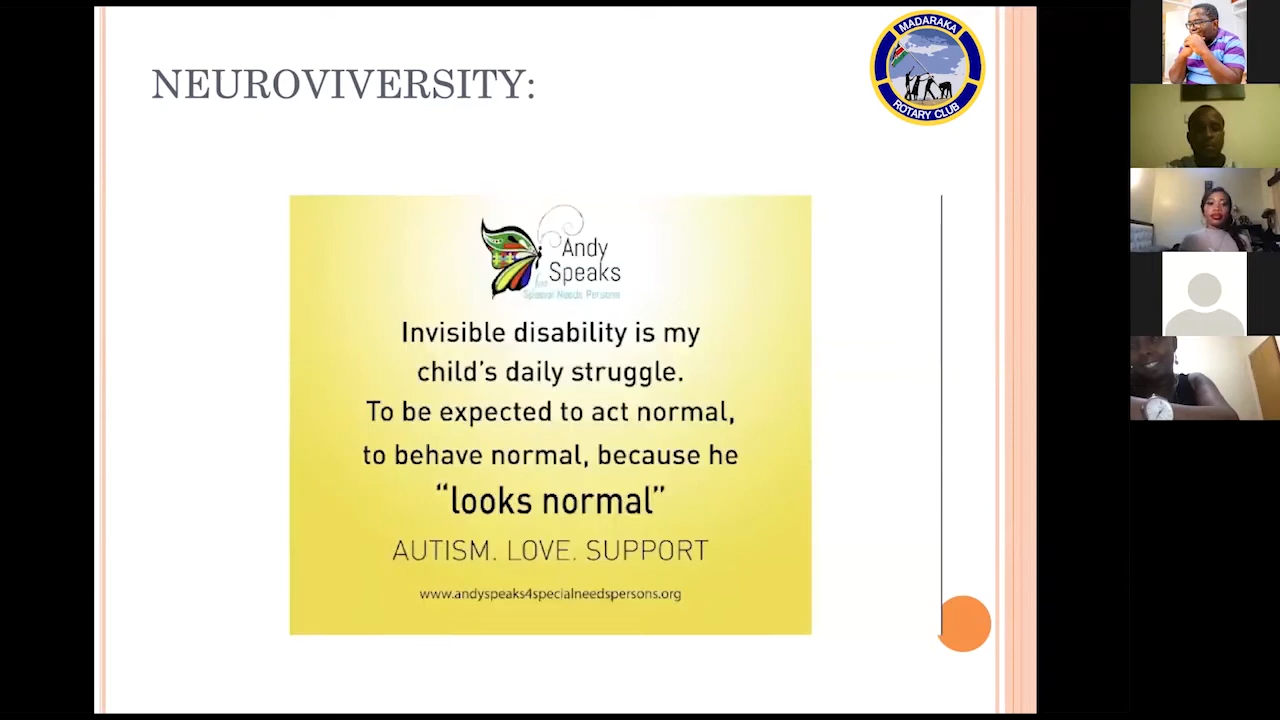 NEUROVIVERSITY:
MADARAKA
ROTARY CLUB
Andy
Speaks
for
Special Needs Persons
Invisible disability is my
child's daily struggle.
To be expected to act normal,
to behave normal, because he
“looks normal”
AUTISM. LOVE. SUPPORT
www.andyspeaks4specialneedspersons.org